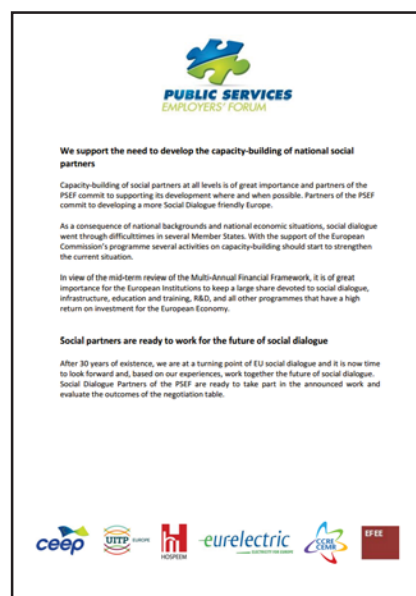 PUBLIC SERVICES
EMPLOYERS' FORUM
We support the need to develop the capacity-building of national social
partners
Capacity-building of social partners at all levels is of great importance and partners of the
PSEF commit to supporting its development where and when possible. Partners of the PSEF
commit to developing a more Social Dialogue friendly Europe.
As a consequence of national backgrounds and national economic situations, social dialogue
went through difficulttimes in several Member States. With the support of the European
Commission's programme several activities on capacity-building should start to strengthen
the current situation.
In view of the mid-term review of the Multi-Annual Financial Framework, it is of great
importance for the European Institutions to keep a large share devoted to social dialogue,
infrastructure, education and training, R&D, and all other programmes that have a high
return on investment for the European Economy.
Social partners are ready to work for the future of social dialogue
After 30 years of existence, we are at a turning point of EU social dialogue and it is now time
to look forward and, based on our experiences, work together the future of social dialogue.
Social Dialogue Partners of the PSEF are ready to take part in the announced work and
evaluate the outcomes of the negotiation table.
ceep
UITP EUROPE
HOSPEEM
eurelectric
ELECTRICITY FOR EUROPE
CCRE
CEMR
EFEE